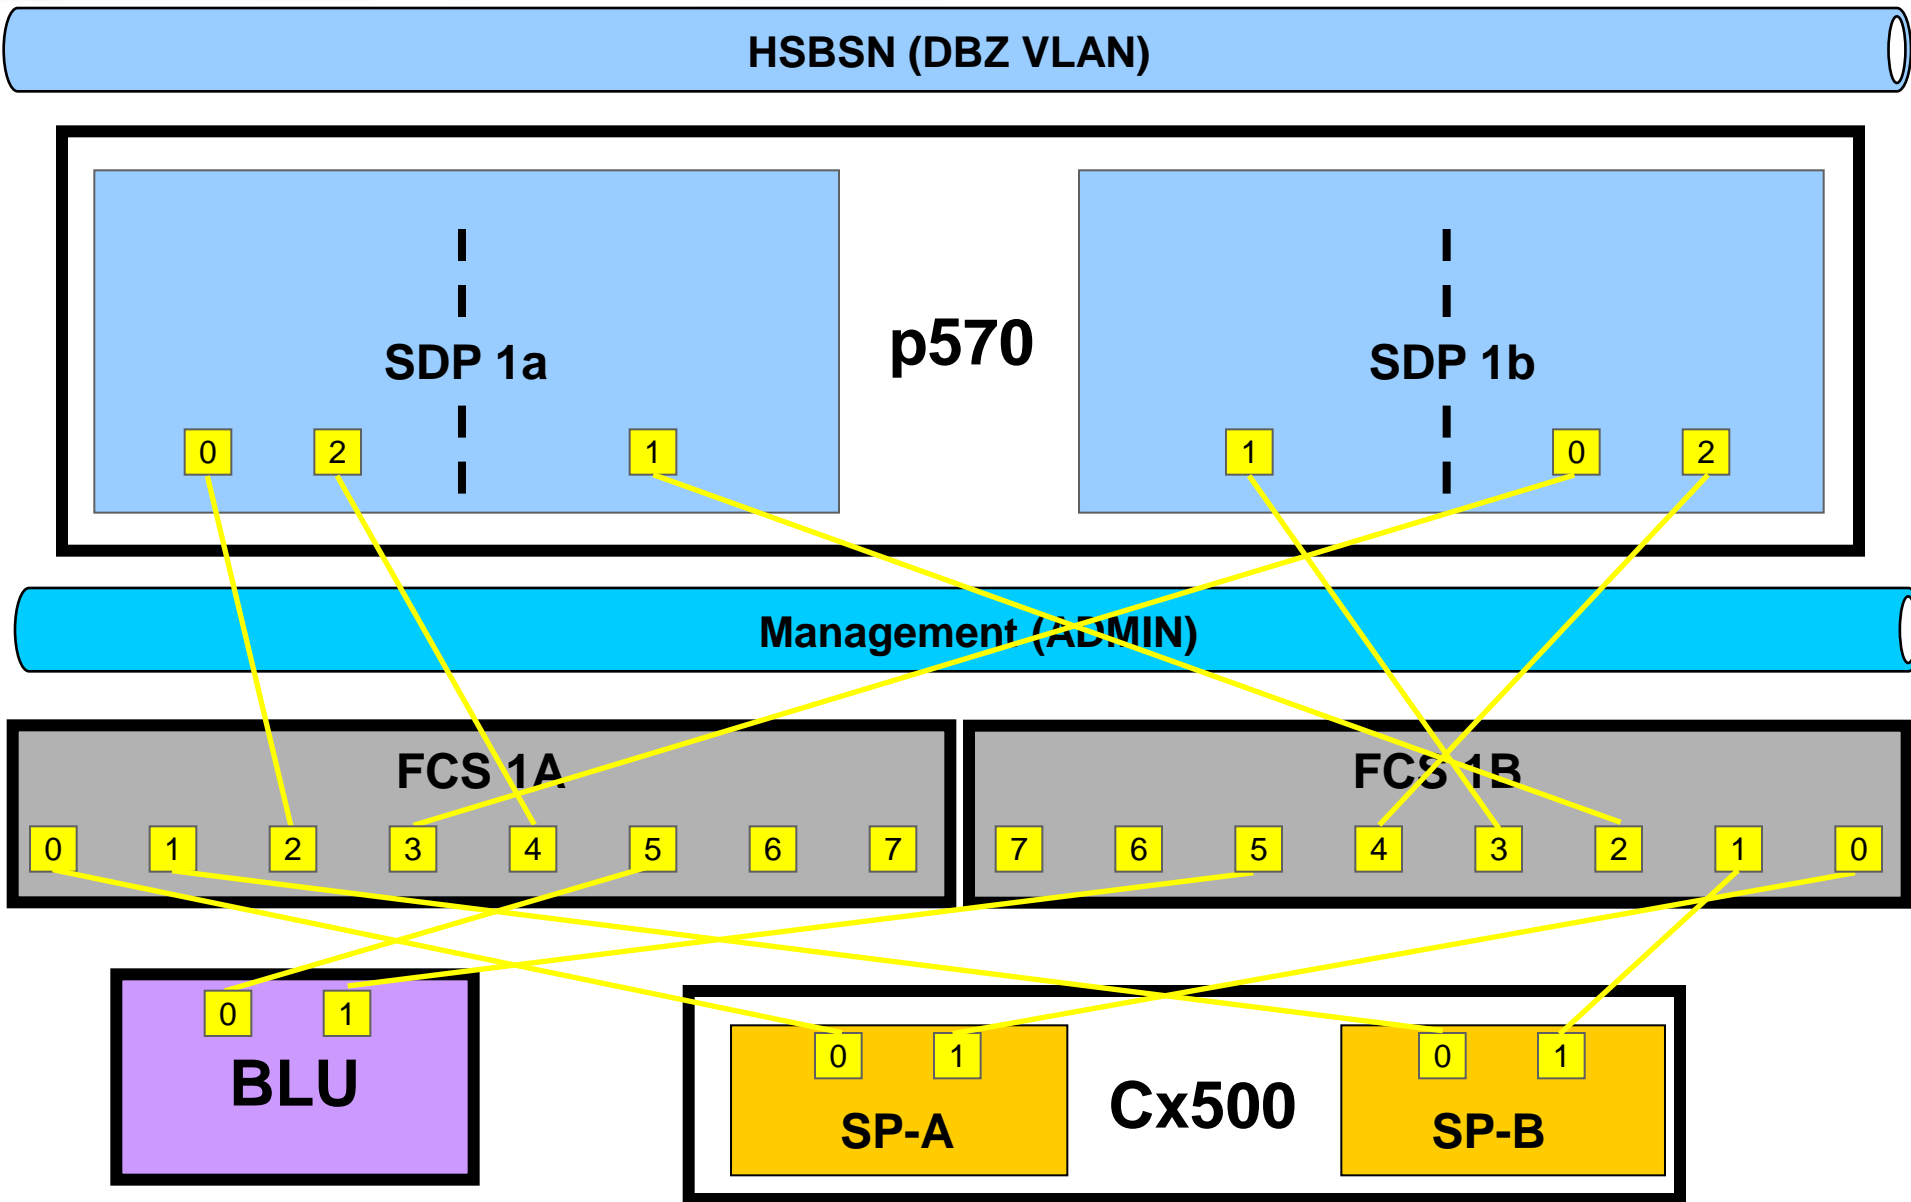 HSBSN (DBZ VLAN)
p570
SDP 1a
SDP 1b
0 2 1 1 0 2
Management (ADMIN)
FCS 1A
FCS 1B
0 1 2 3 4 5 6 7 7 6 5 4 3 2 1 0
0 1
BLU
0 1 0 1
Cx500
SP-A
SP-B